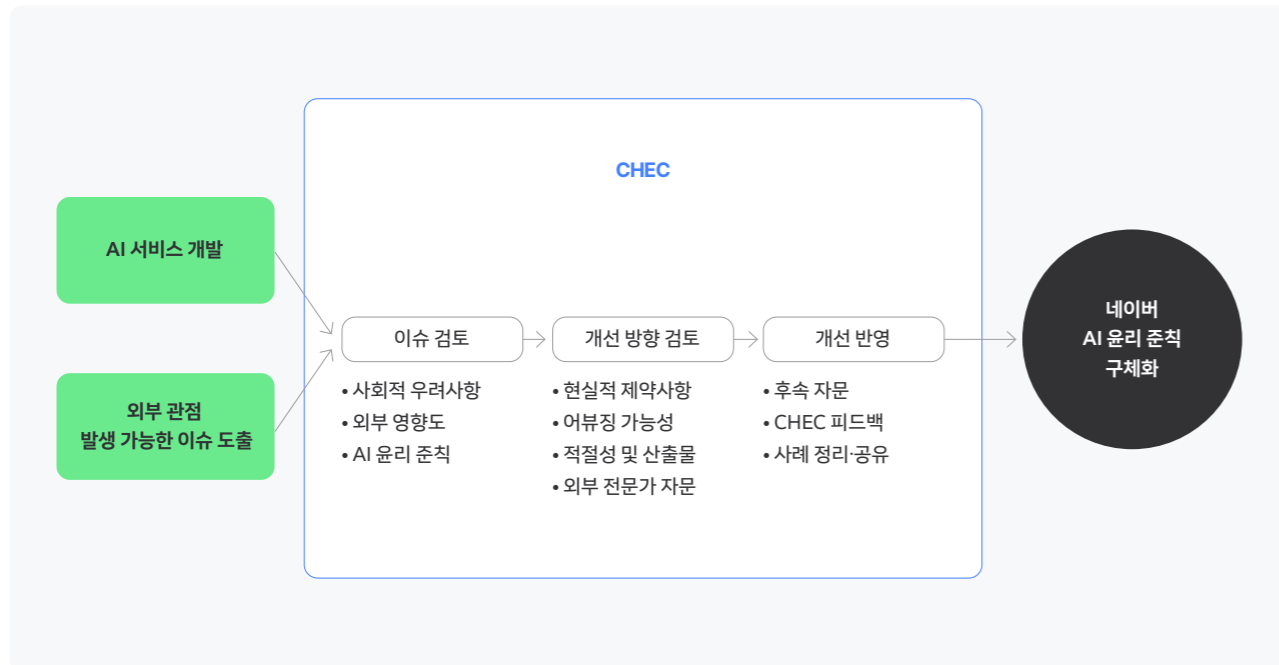 CHEC
AI 서비스 개발
외부 관점
발생 가능한 이슈 도출
이슈 검토
• 사회적 우려사항
• 외부 영향도
• AI 윤리 준칙
개선 방향 검토
• 현실적 제약사항
• 어뷰징 가능성
• 적절성 및 산출물
• 외부 전문가 자문
개선 반영
• 후속 자문
• CHEC 피드백
• 사례 정리·공유
네이버
AI 윤리 준칙
구체화